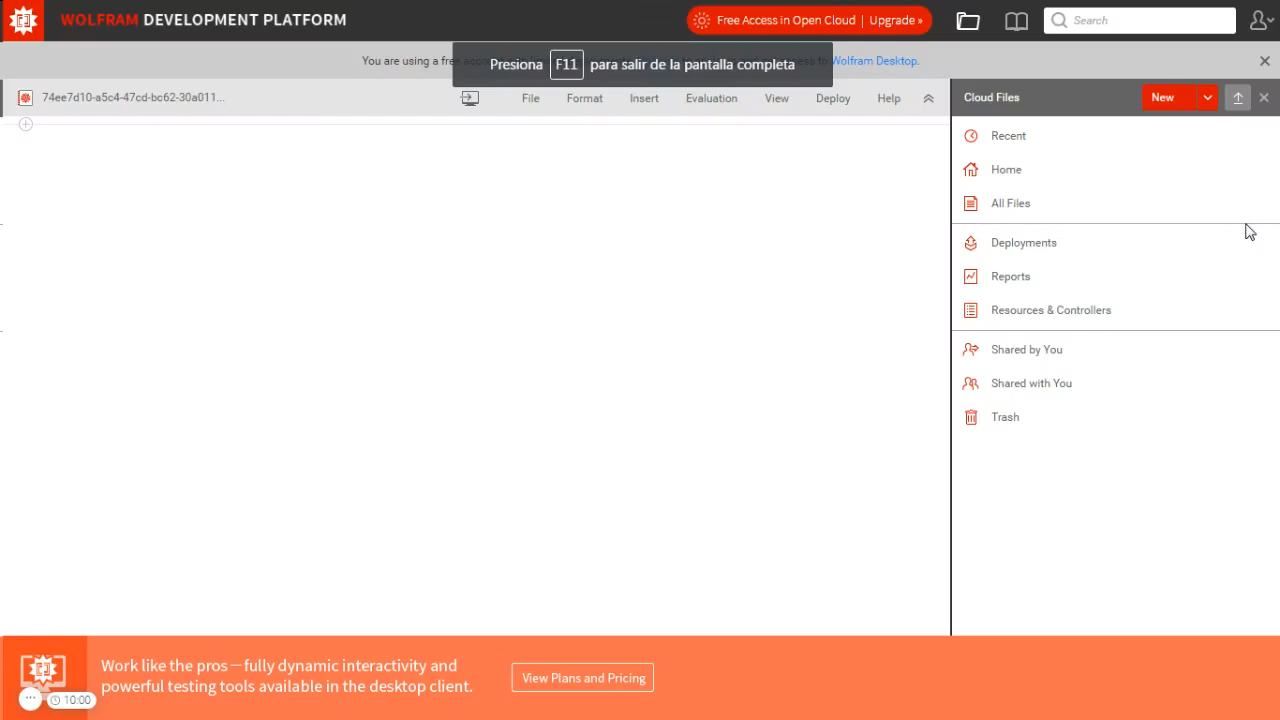 WOLFRAM DEVELOPMENT PLATFORM
Free Access in Open Cloud | Upgrade »
Search
You are using a free
Wolfram Desktop.
Presiona F11 para salir de la pantalla completa
74ee7d10-a5c4-47cd-bc62-30a011...
File Format Insert Evaluation View Deploy Help
Cloud Files
New
Recent
Home
All Files
Deployments
Reports
Resources & Controllers
Shared by You
Shared with You
Trash
Work like the pros—fully dynamic interactivity and
powerful testing tools available in the desktop client.
View Plans and Pricing
10:00